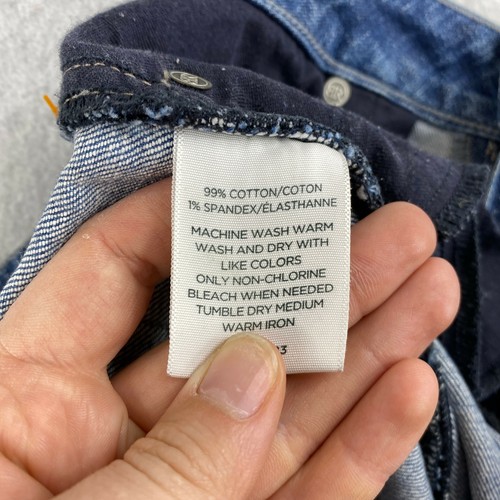 99% COTTON/COTON
1% SPANDEX/ÉLASTHANNE
MACHINE WASH WARM
WASH AND DRY WITH
LIKE COLORS
ONLY NON-CHLORINE
BLEACH WHEN NEEDED
TUMBLE DRY MEDIUM
WARM IRON